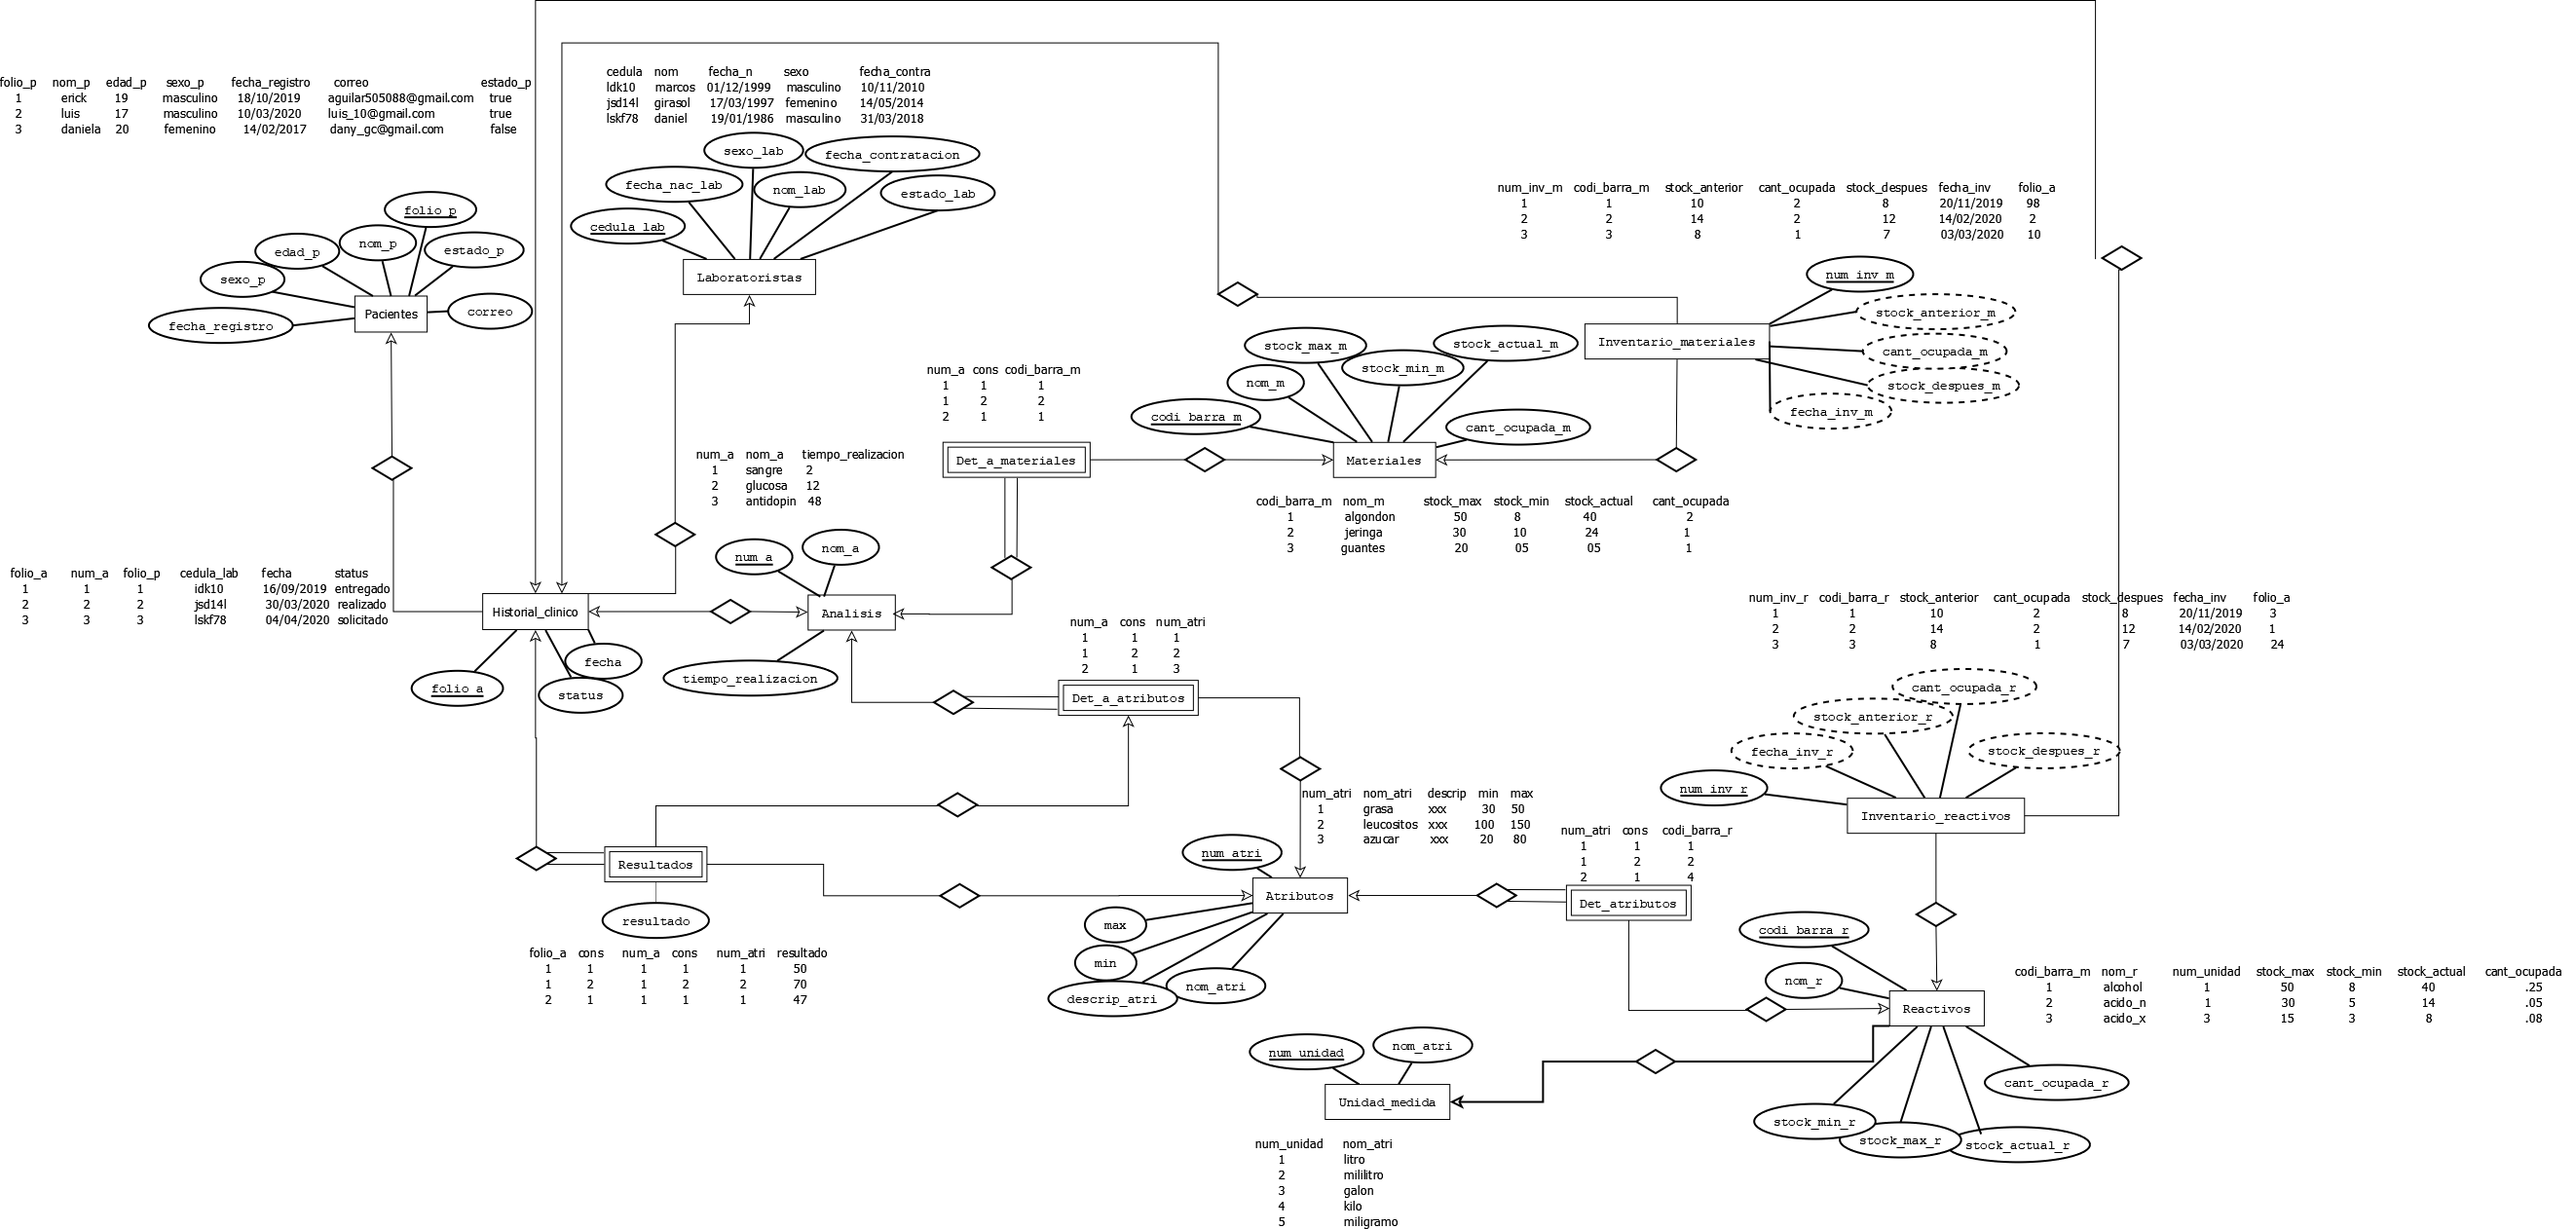 folio_p nom_p edad_p sexo_p fecha_registro correo estado_p
1 erick 19 masculino 18/10/2019 aguilar505088@gmail.com true
2 luis 17 masculino 10/03/2020 luis_10@gmail.com true
3 daniela 20 femenino 14/02/2017 dany_gc@gmail.com false
cedula nom fecha_n sexo fecha_contra
ldk10 marcos 01/12/1999 masculino 10/11/2010
jsd14l girasol 17/03/1997 femenino 14/05/2014
lskf78 daniel 19/01/1986 masculino 31/03/2018
sexo_lab
fecha_contratacion
fecha_nac_lab
nom_lab
estado_lab
cedula_lab
Laboratoristas
folio_p
nom_p
edad_p
estado_p
sexo_p
correo
fecha_registro
Pacientes
num_inv_m codi_barra_m stock_anterior cant_ocupada stock_despues fecha_inv folio_a
1 1 10 2 8 20/11/2019 98
2 2 14 2 12 14/02/2020 2
3 3 8 1 7 03/03/2020 10
num_inv_m
stock_anterior_m
cant_ocupada_m
stock_despues_m
fecha_inv_m
Inventario_materiales
stock_max_m
stock_actual_m
stock_min_m
nom_m
codi_barra_m
cant_ocupada_m
Materiales
num_a cons codi_barra_m
1 1 1
1 2 2
2 1 1
Det_a_materiales
codi_barra_m nom_m stock_max stock_min stock_actual cant_ocupada
1 algondon 50 8 40 2
2 jeringa 30 10 24 1
3 guantes 20 05 05 1
num_a nom_a tiempo_realizacion
1 sangre 2
2 glucosa 12
3 antidopin 48
num_a
nom_a
Analisis
tiempo_realizacion
folio_a num_a folio_p cedula_lab fecha status
1 1 1 idk10 16/09/2019 entregado
2 2 2 jsd14l 30/03/2020 realizado
3 3 3 lskf78 04/04/2020 solicitado
Historial_clinico
fecha
folio_a
status
num_a cons num_atri
1 1 1
1 2 2
2 1 3
Det_a_atributos
num_inv_r codi_barra_r stock_anterior cant_ocupada stock_despues fecha_inv folio_a
1 1 10 2 8 20/11/2019 3
2 2 14 2 12 14/02/2020 1
3 3 8 1 7 03/03/2020 24
cant_ocupada_r
stock_anterior_r
fecha_inv_r
stock_despues_r
num_inv_r
Inventario_reactivos
num_atri nom_atri descrip min max
1 grasa xxx 30 50
2 leucositos xxx 100 150
3 azucar xxx 20 80
num_atri cons codi_barra_r
1 1 1
1 2 2
2 1 4
Det_atributos
num_atri
Atributos
max
min
descrip_atri
nom_atri
Resultados
resultado
folio_a cons num_a cons num_atri resultado
1 1 1 1 1 50
1 2 1 2 2 70
2 1 1 1 1 47
codi_barra_r
nom_r
Reactivos
codi_barra_m nom_r num_unidad stock_max stock_min stock_actual cant_ocupada
1 alcohol 1 50 8 40 .25
2 acido_n 1 30 5 14 .05
3 acido_x 3 15 3 8 .08
cant_ocupada_r
stock_min_r
stock_max_r
stock_actual_r
num_unidad
nom_atri
Unidad_medida
num_unidad nom_atri
1 litro
2 mililitro
3 galon
4 kilo
5 miligramo